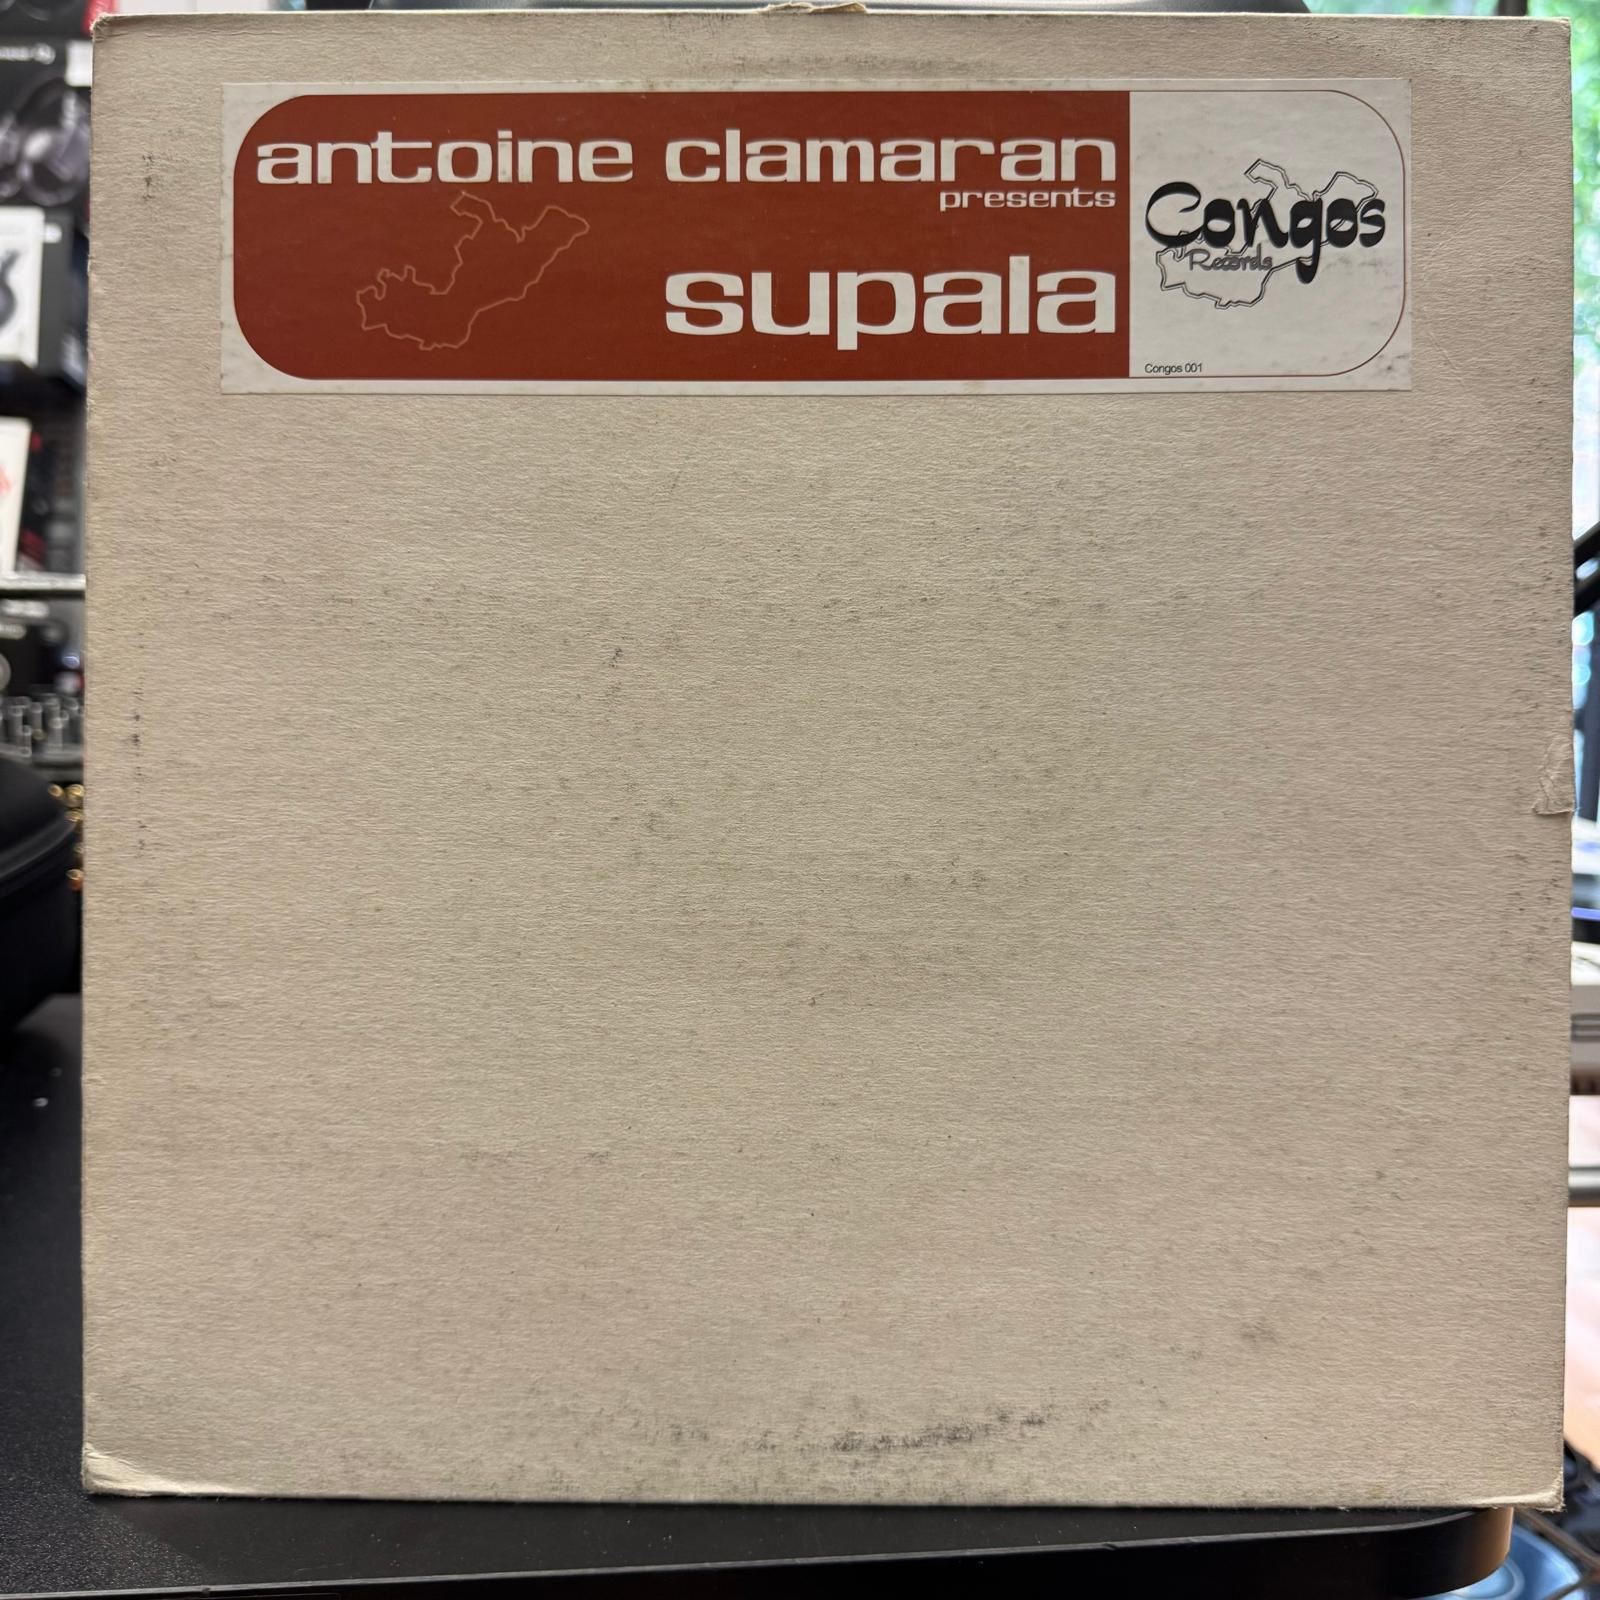 antoine clamaran
presents
supala
Congos
Records
Congos 001